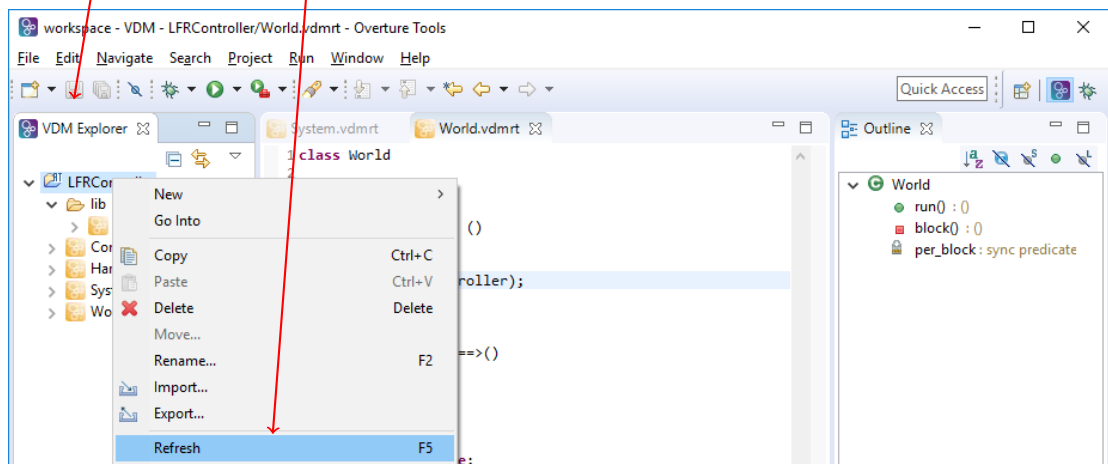 workspace - VDM - LFRController/World.vdmrt - Overture Tools
File Edit Navigate Search Project Run Window Help
Quick Access
VDM Explorer
System.vdmrt World.vdmrt
Outline
1 class World
2
LFRCon
lib
Con
Har
Sys
Wo
New
Go Into
Copy Ctrl+C
Paste Ctrl+V
Delete Delete
Move...
Rename... F2
Import...
Export...
Refresh F5
()
roller);
==>()
e;
World
run() : ()
block() : ()
per_block : sync predicate